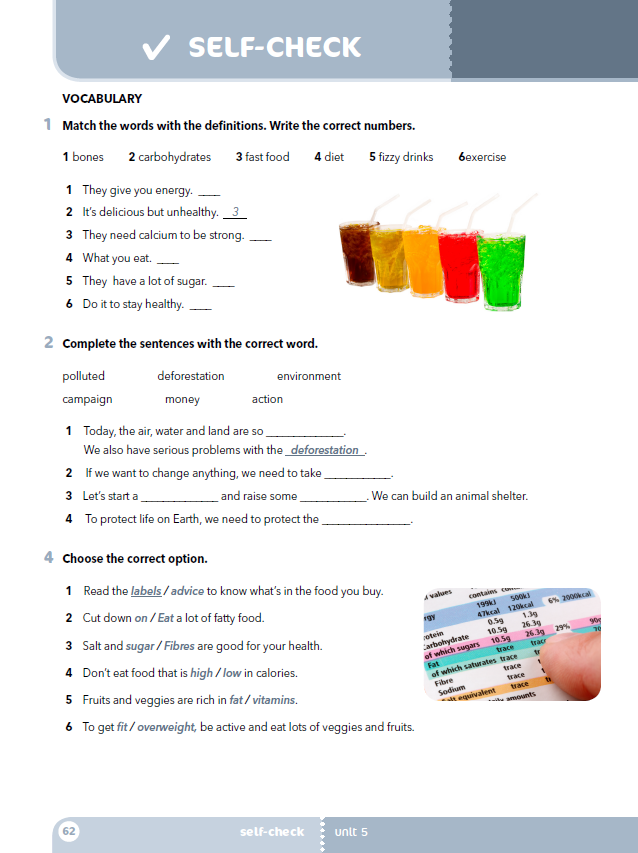 SELF-CHECK
VOCABULARY
1 Match the words with the definitions. Write the correct numbers.
1 bones 2 carbohydrates 3 fast food 4 diet 5 fizzy drinks 6exercise
1 They give you energy. ____
2 It's delicious but unhealthy. _3_
3 They need calcium to be strong. ____
4 What you eat. ____
5 They have a lot of sugar. ____
6 Do it to stay healthy. ____
2 Complete the sentences with the correct word.
polluted deforestation environment
campaign money action
1 Today, the air, water and land are so ______________.
We also have serious problems with the _deforestation_.
2 If we want to change anything, we need to take ____________.
3 Let's start a ______________ and raise some ____________. We can build an animal shelter.
4 To protect life on Earth, we need to protect the ________________.
4 Choose the correct option.
1 Read the labels / advice to know what's in the food you buy.
2 Cut down on / Eat a lot of fatty food.
3 Salt and sugar / Fibres are good for your health.
4 Don't eat food that is high / low in calories.
5 Fruits and veggies are rich in fat / vitamins.
6 To get fit / overweight, be active and eat lots of veggies and fruits.
values contains
199kJ 500kJ
47kcal 120kcal 6% 2000kcal
0.5g 1.3g
Carbohydrate 10.5g 26.3g
of which sugars 10.5g 26.3g 29%
Fat trace
of which saturates trace
Fibre trace
Sodium trace
equivalent trace
amounts
62 self-check unit 5